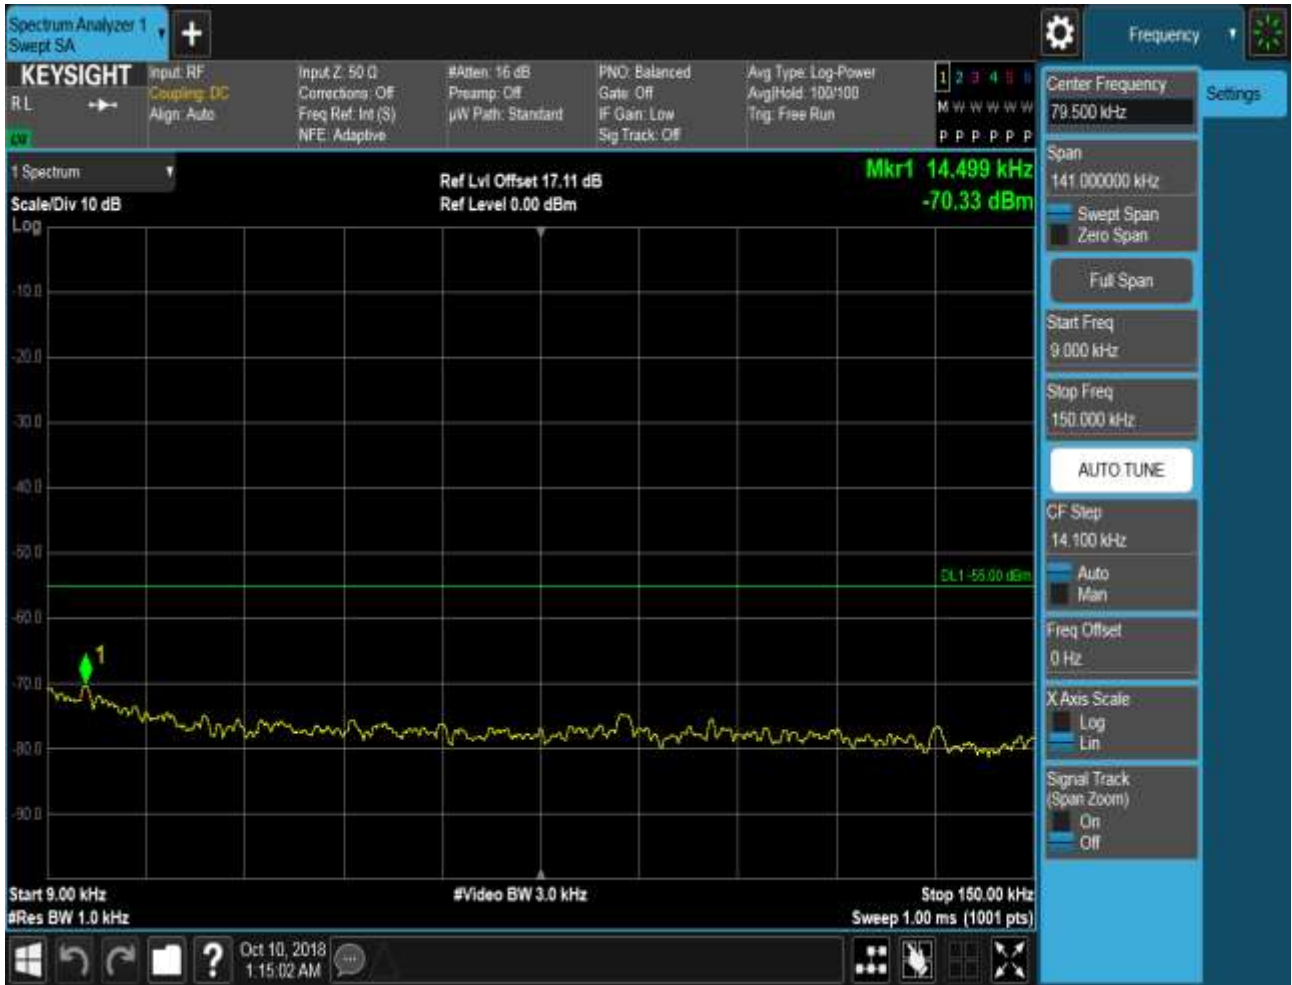 Spectrum Analyzer 1
Swept SA
Frequency
KEYSIGHT
R L
Input: RF
Coupling: DC
Align: Auto
Input Z: 50 Ω
Corrections: Off
Freq Ref: Int (S)
NFE: Adaptive
#Atten: 16 dB
Preamp: Off
µW Path: Standard
PNO: Balanced
Gate: Off
IF Gain: Low
Sig Track: Off
Avg Type: Log-Power
Avg|Hold: 100/100
Trig: Free Run
1 2 3 4 5 6
M W W W W W
P P P P P P
1 Spectrum
Scale/Div 10 dB
Log
Ref Lvl Offset 17.11 dB
Ref Level 0.00 dBm
Mkr1 14.499 kHz
-70.33 dBm
-10.0
-20.0
-30.0
-40.0
-50.0
DL1 -55.00 dBm
-60.0
1
-70.0
-80.0
-90.0
Start 9.00 kHz
#Res BW 1.0 kHz
#Video BW 3.0 kHz
Stop 150.00 kHz
Sweep 1.00 ms (1001 pts)
Center Frequency
79.500 kHz
Settings
Span
141.000000 kHz
Swept Span
Zero Span
Full Span
Start Freq
9.000 kHz
Stop Freq
150.000 kHz
AUTO TUNE
CF Step
14.100 kHz
Auto
Man
Freq Offset
0 Hz
X Axis Scale
Log
Lin
Signal Track
(Span Zoom)
On
Off
?
Oct 10, 2018
1:15:02 AM